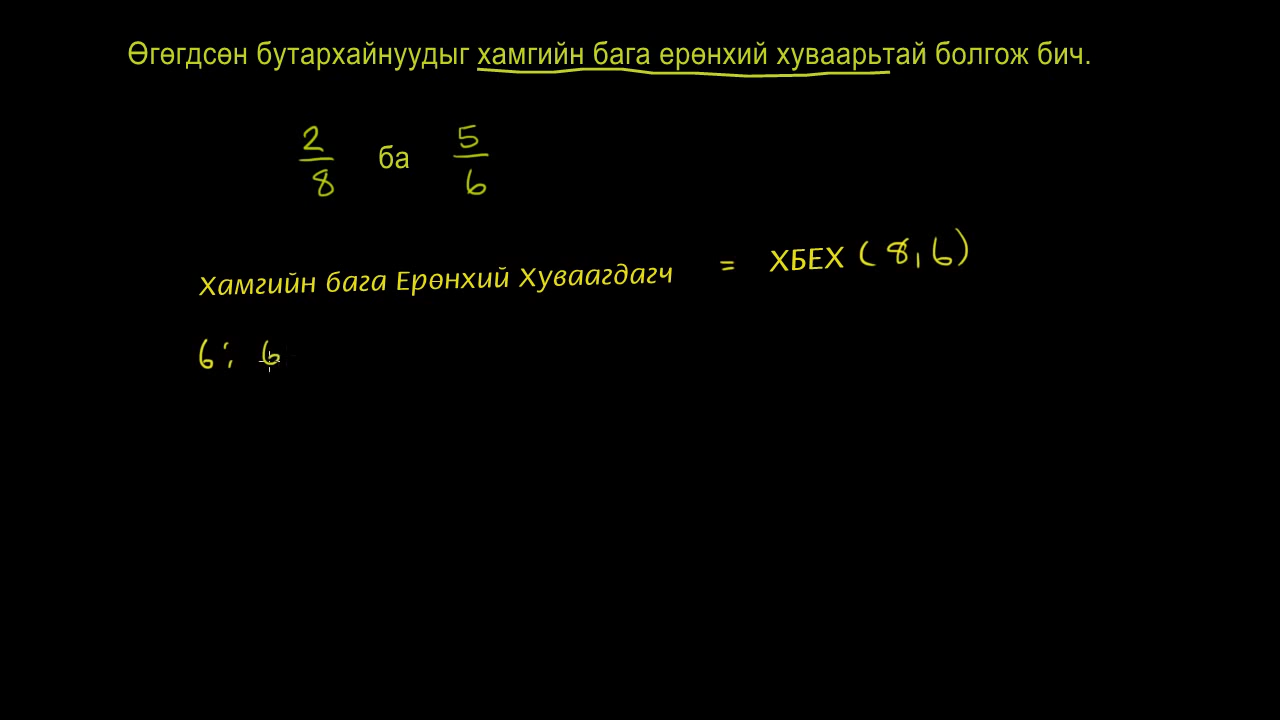 Өгөгдсөн бутархайнуудыг хамгийн бага ерөнхий хуваарьтай болгож бич.
2/8 ба 5/6
Хамгийн бага Ерөнхий Хуваагдагч = ХБЕХ (8,6)
6: 6